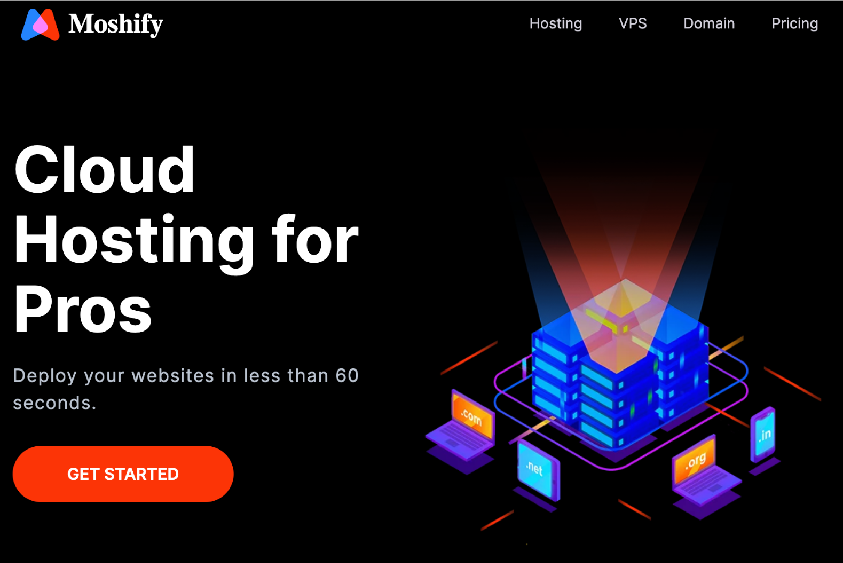 Moshify
Hosting
VPS
Domain
Pricing
Cloud
Hosting for
Pros
Deploy your websites in less than 60
seconds.
GET STARTED
.com
.net
.org
.in